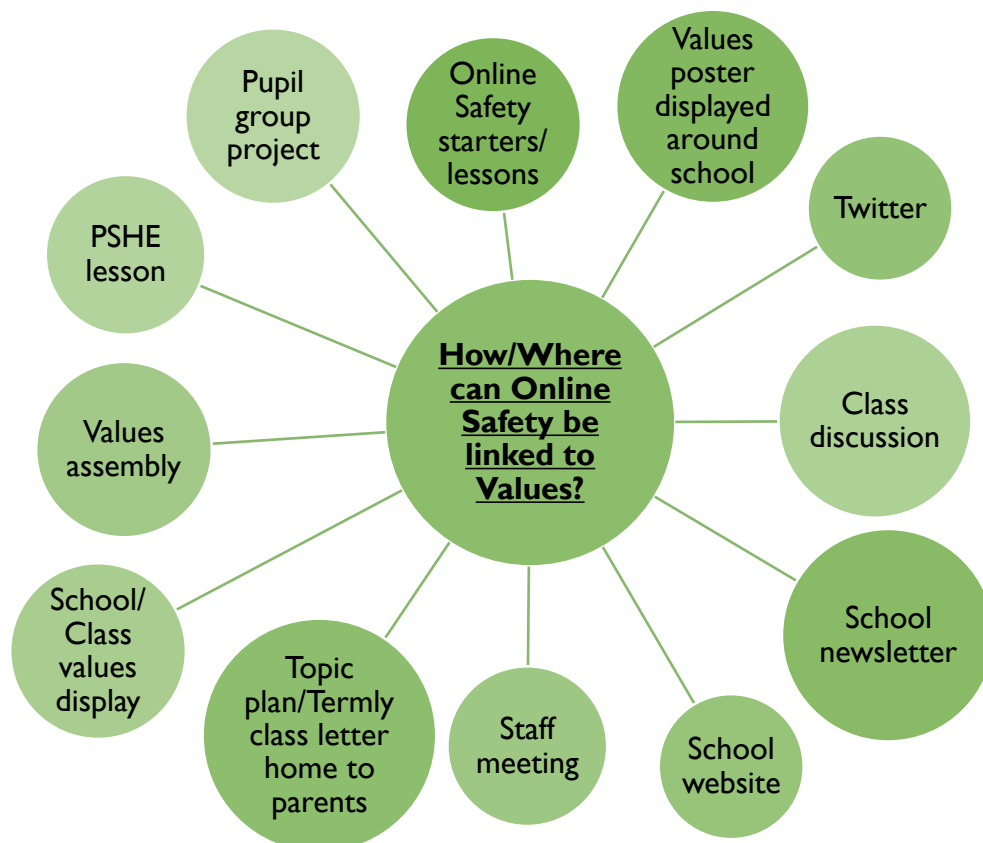 How/Where
can Online
Safety be
linked to
Values?
Online
Safety
starters/
lessons
Values
poster
displayed
around
school
Twitter
Class
discussion
School
newsletter
School
website
Staff
meeting
Topic
plan/Termly
class letter
home to
parents
School/
Class
values
display
Values
assembly
PSHE
lesson
Pupil
group
project